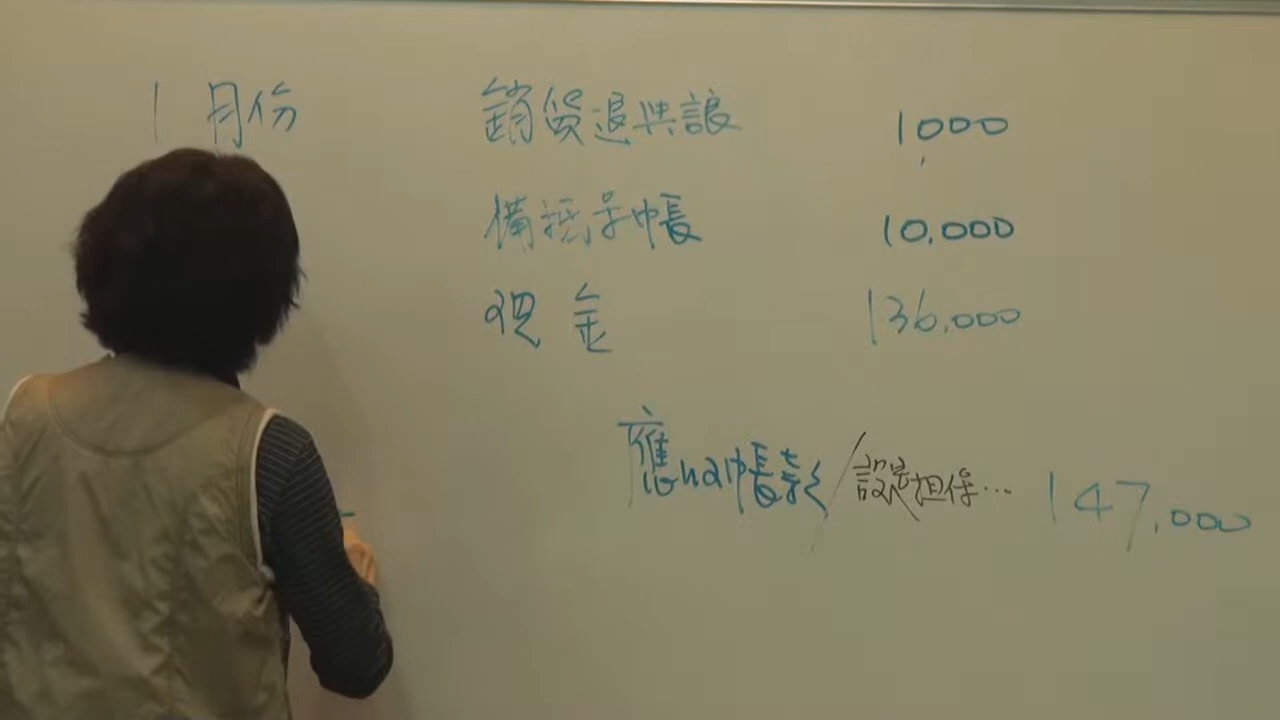 1 月份
銷貨退與讓 1,000
備抵呆帳 10,000
現金 136,000
應收帳款/設定担保… 147,000